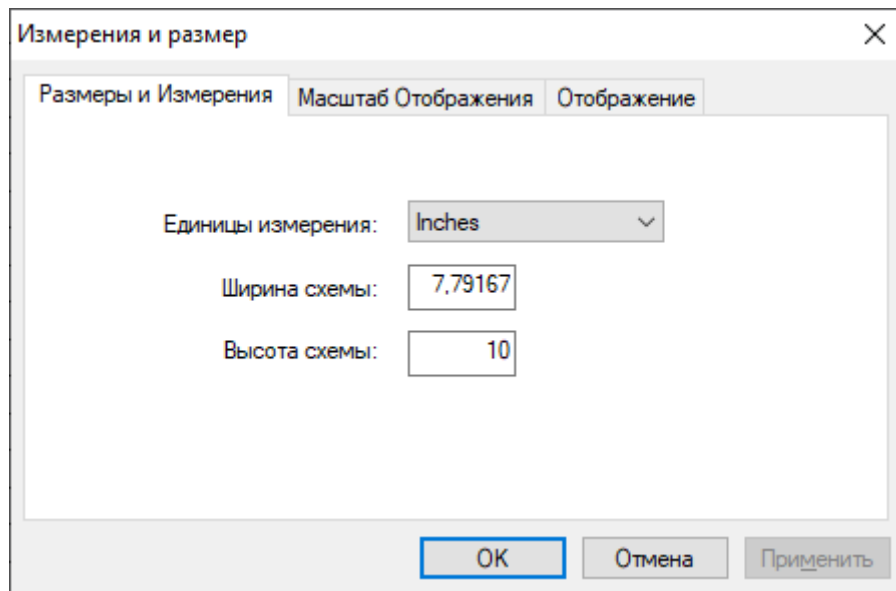 Измерения и размер
Размеры и Измерения Масштаб Отображения Отображение
Единицы измерения: Inches
Ширина схемы: 7,79167
Высота схемы: 10
OK Отмена Применить